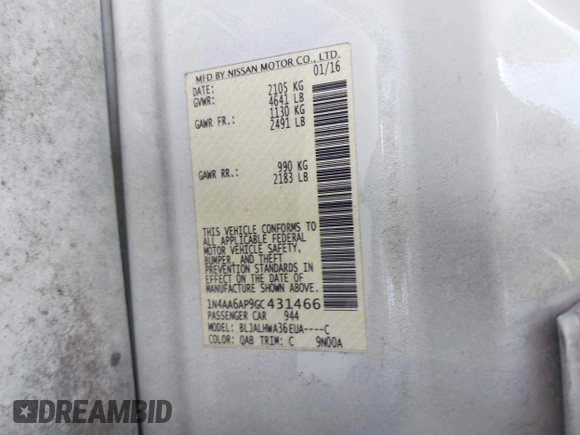 MFD BY NISSAN MOTOR CO., LTD.
DATE: 01/16
GVWR: 2105 KG
4641 LB
GAWR FR.: 1130 KG
2491 LB
GAWR RR.: 990 KG
2183 LB
THIS VEHICLE CONFORMS TO
ALL APPLICABLE FEDERAL
MOTOR VEHICLE SAFETY,
BUMPER, AND THEFT
PREVENTION STANDARDS IN
EFFECT ON THE DATE OF
MANUFACTURE SHOWN ABOVE.
1N4AA6AP9GC431466
PASSENGER CAR 944
MODEL: BLJALHWA36EUA----C
COLOR: QAB TRIM: C 9N00A
DREAMBID